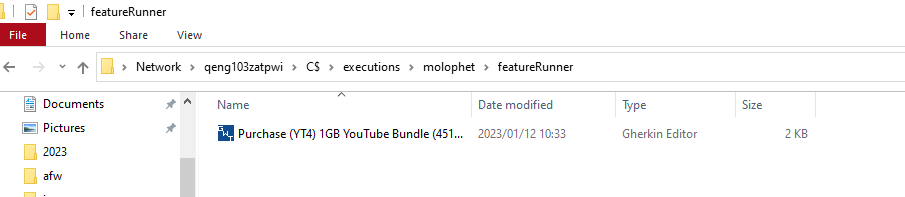 featureRunner
File Home Share View
Network qeng103zatpwi C$ executions molophet featureRunner
Documents
Pictures
2023
afw
Name Date modified Type Size
Purchase (YT4) 1GB YouTube Bundle (451... 2023/01/12 10:33 Gherkin Editor 2 KB